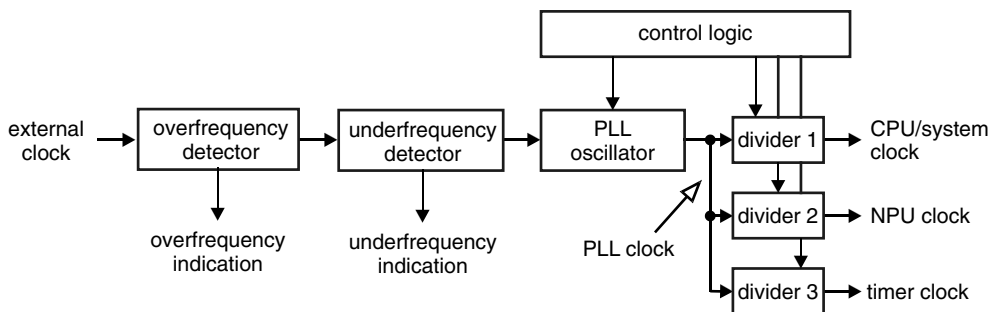 control logic
external
clock
overfrequency
detector
underfrequency
detector
PLL
oscillator
divider 1
CPU/system
clock
overfrequency
indication
underfrequency
indication
PLL clock
divider 2
NPU clock
divider 3
timer clock